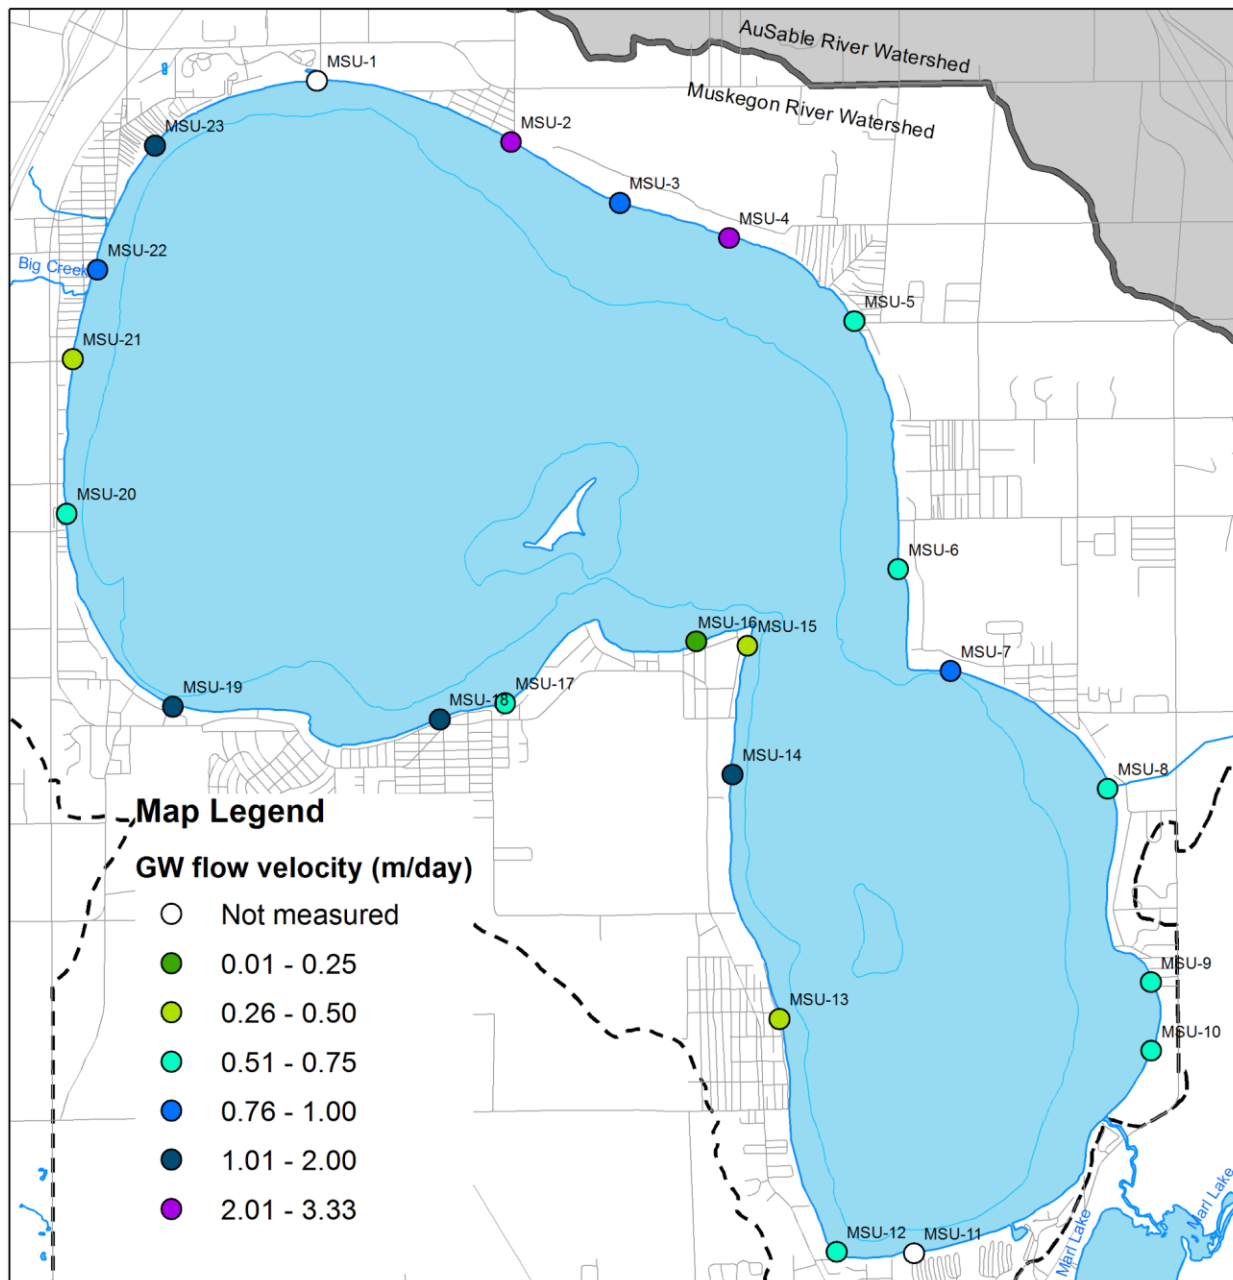 AuSable River Watershed
MSU-1
Muskegon River Watershed
MSU-2
MSU-23
MSU-3
MSU-4
MSU-22
Big Creek
MSU-5
MSU-21
MSU-20
MSU-6
MSU-16
MSU-15
MSU-7
MSU-19
MSU-17
MSU-18
MSU-14
MSU-8
Map Legend
GW flow velocity (m/day)
Not measured
0.01 - 0.25
0.26 - 0.50
0.51 - 0.75
0.76 - 1.00
1.01 - 2.00
2.01 - 3.33
MSU-9
MSU-13
MSU-10
Marl Lake
MSU-12
MSU-11
Marl Lake